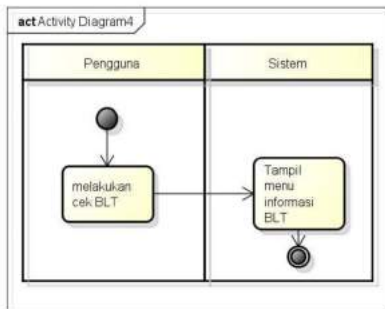 act Activity Diagram4
Pengguna
Sistem
melakukan
cek BLT
Tampil
menu
informasi
BLT